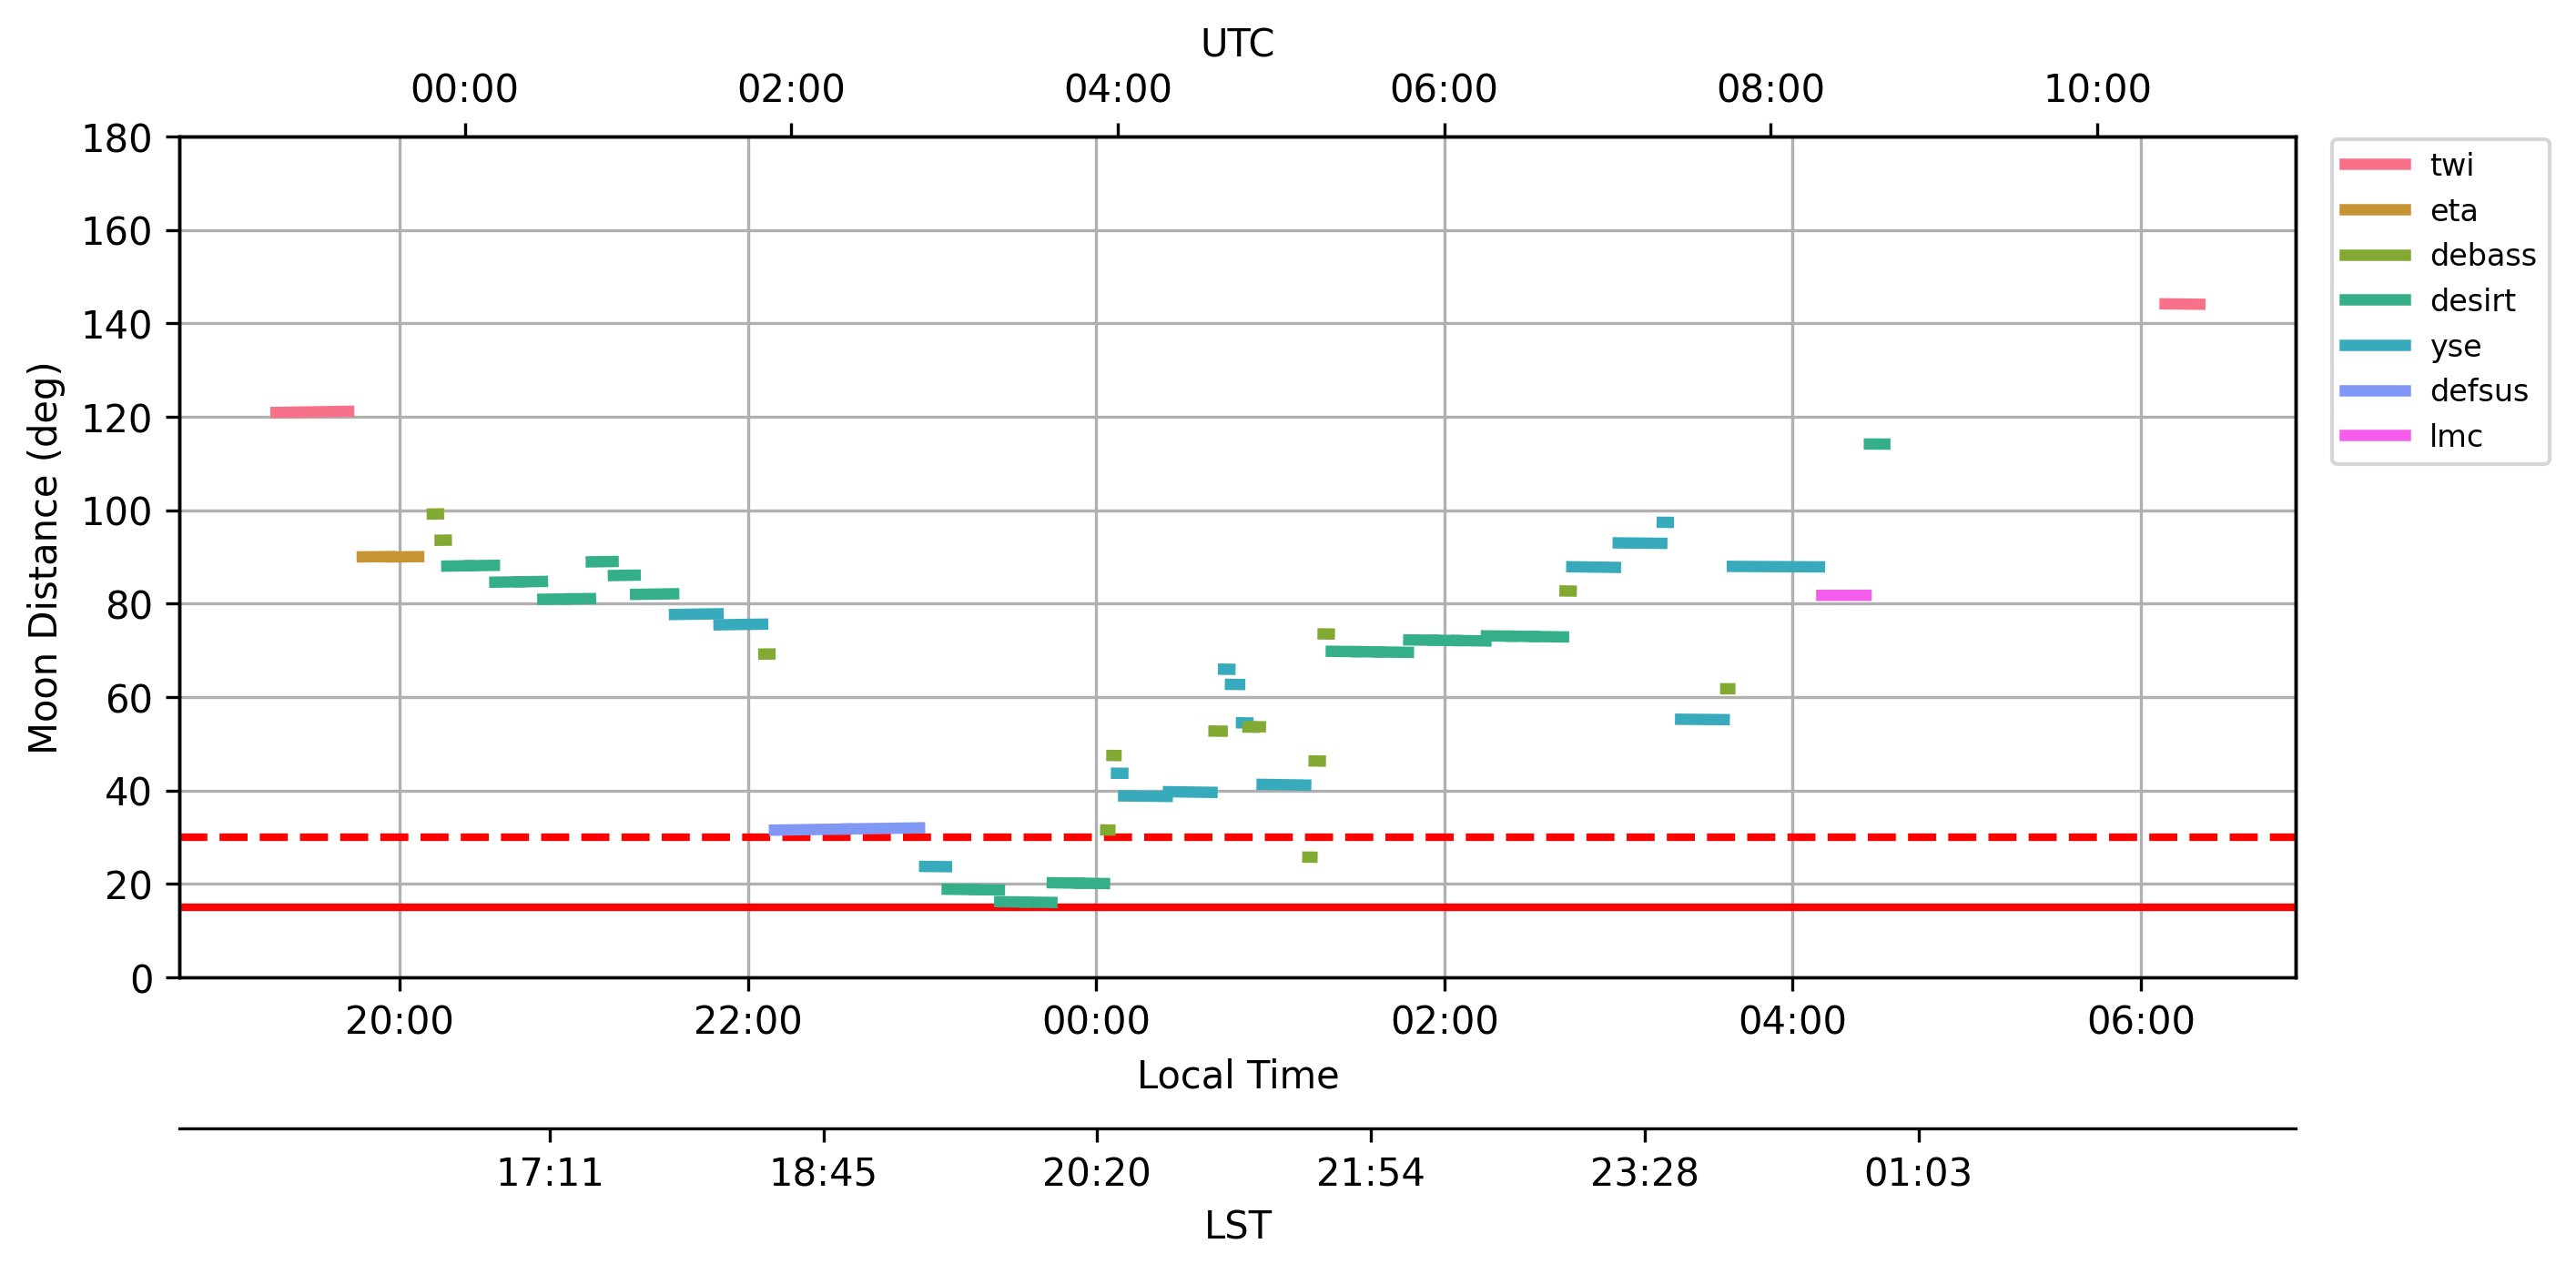 UTC
00:00 02:00 04:00 06:00 08:00 10:00
180
160
140
120
100
80
60
40
20
0
Moon Distance (deg)
twi
eta
debass
desirt
yse
defsus
lmc
20:00 22:00 00:00 02:00 04:00 06:00
Local Time
17:11 18:45 20:20 21:54 23:28 01:03
LST